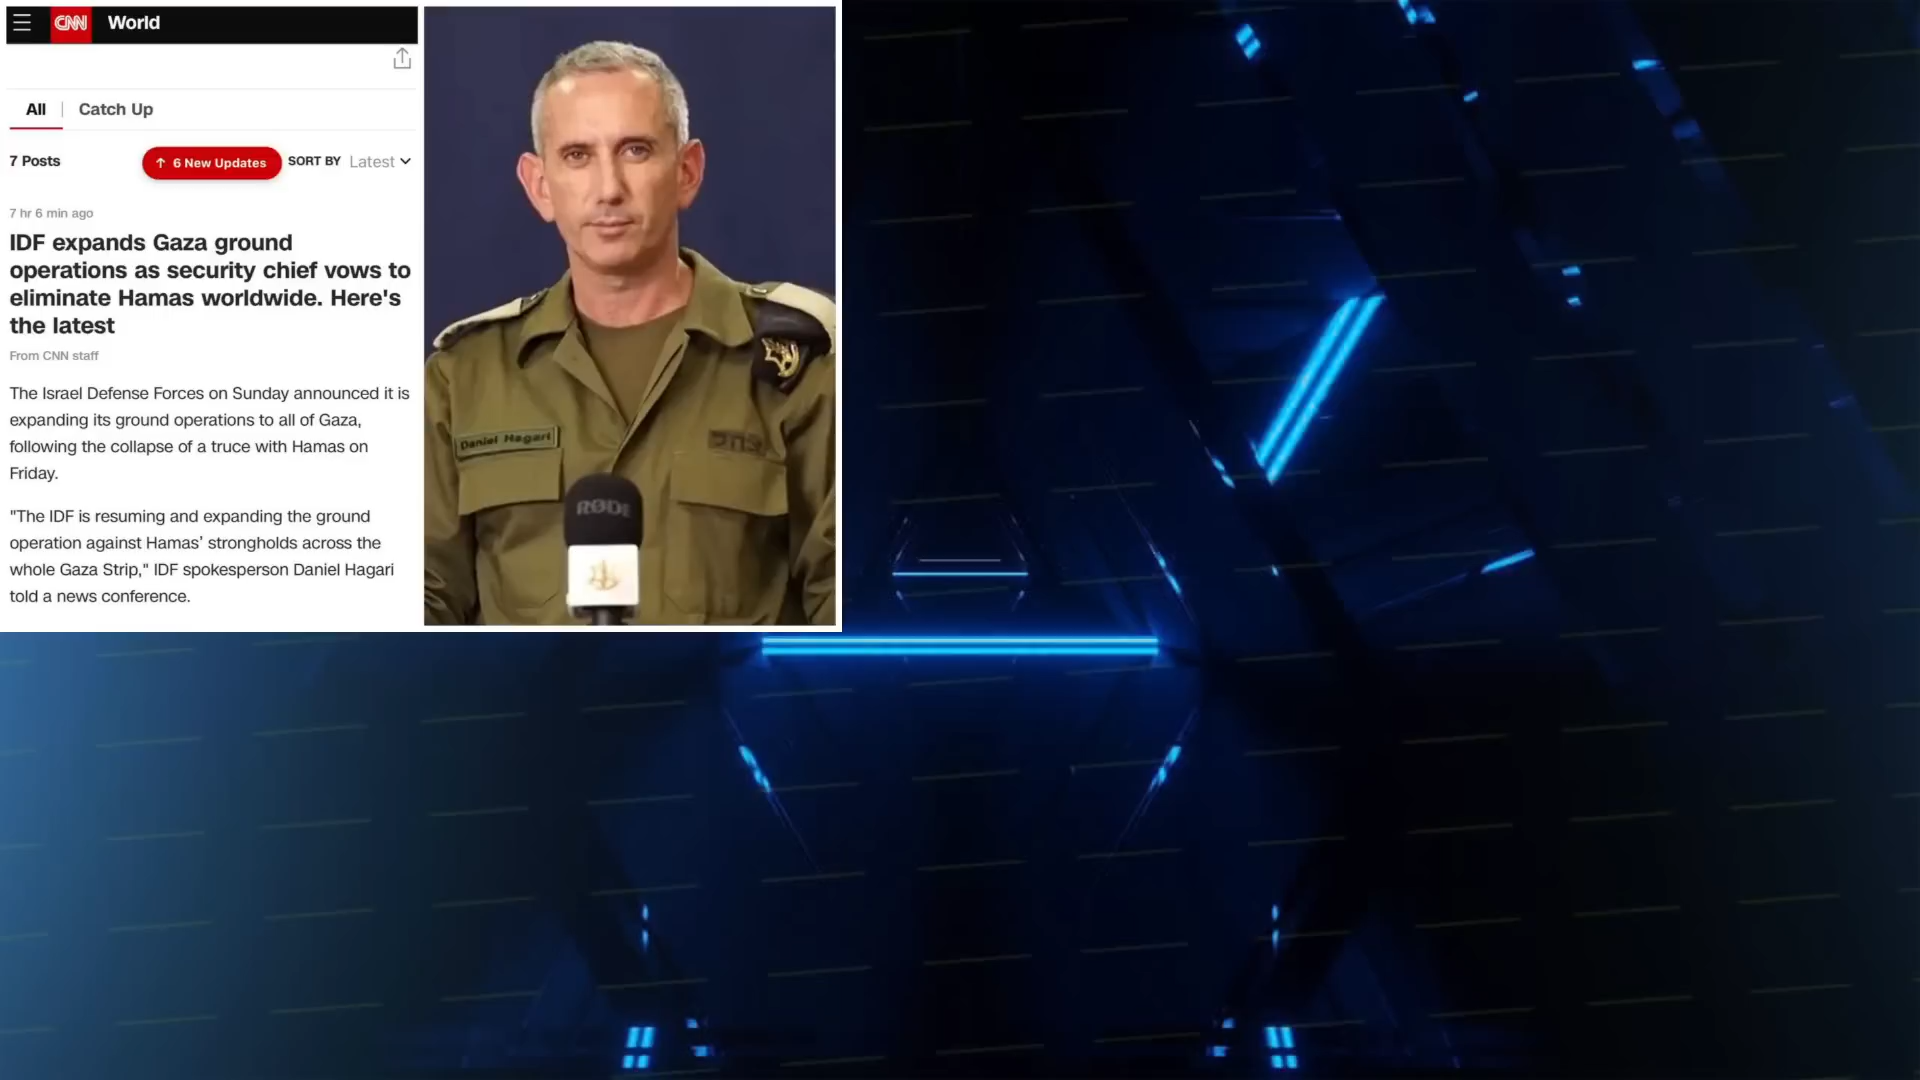 CNN World
All | Catch Up
7 Posts
↑ 6 New Updates
SORT BY Latest
7 hr 6 min ago
IDF expands Gaza ground
operations as security chief vows to
eliminate Hamas worldwide. Here's
the latest
From CNN staff
The Israel Defense Forces on Sunday announced it is
expanding its ground operations to all of Gaza,
following the collapse of a truce with Hamas on
Friday.
"The IDF is resuming and expanding the ground
operation against Hamas' strongholds across the
whole Gaza Strip," IDF spokesperson Daniel Hagari
told a news conference.
Daniel Hagari
צה"ל
RØDE